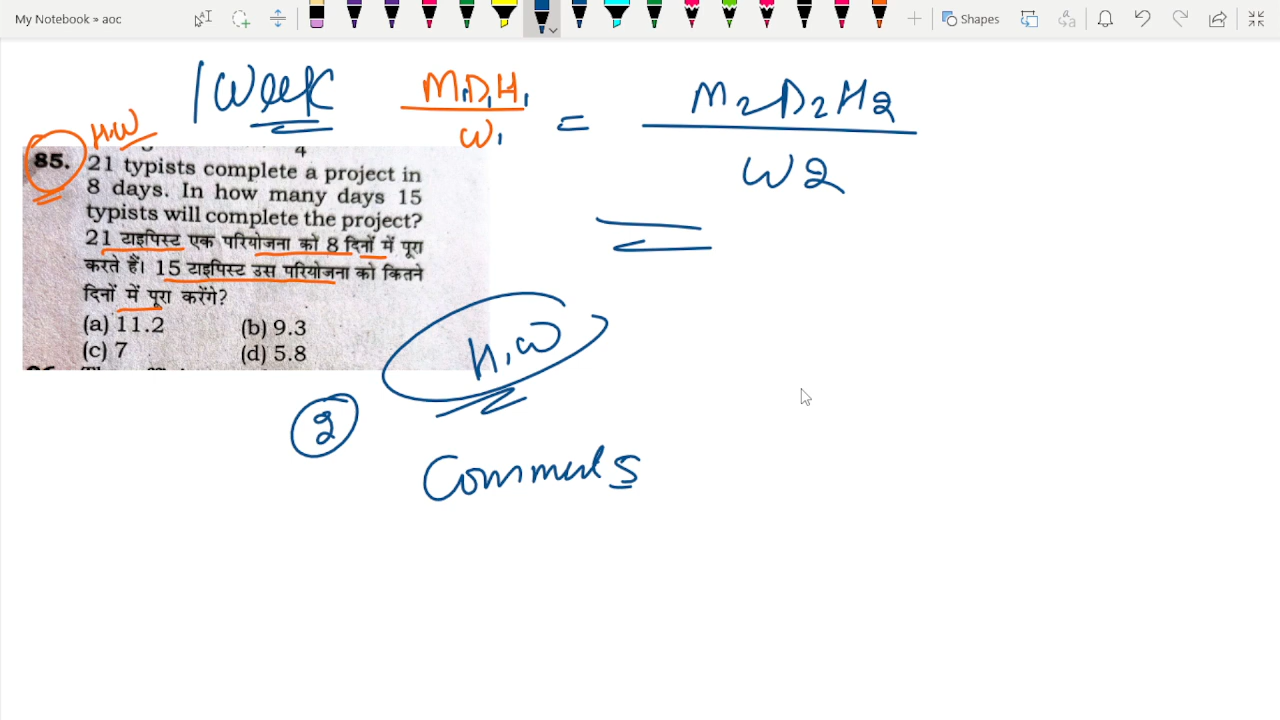 My Notebook » aoc
Shapes
1 Week
M1D1H1
W1
=
M2D2H2
W2
H.W
4
85. 21 typists complete a project in
8 days. In how many days 15
typists will complete the project?
21 टाइपिस्ट एक परियोजना को 8 दिनों में पूरा
करते हैं। 15 टाइपिस्ट उस परियोजना को कितने
दिनों में पूरा करेंगे?
(a) 11.2 (b) 9.3
(c) 7 (d) 5.8
H.W
2